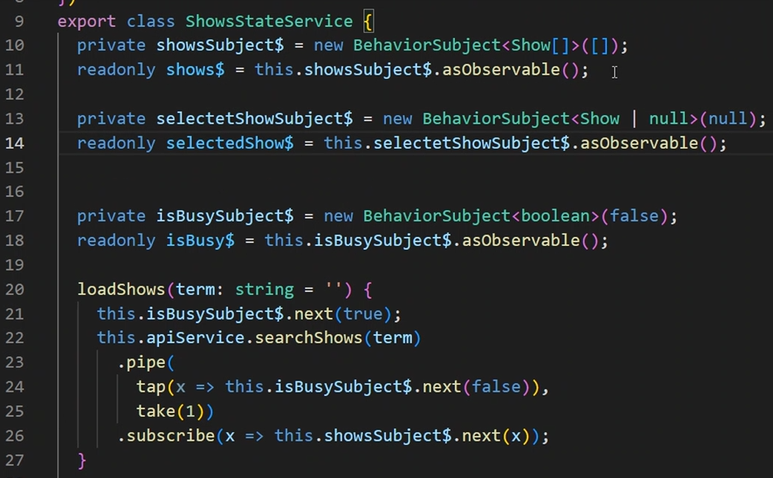 9 export class ShowsStateService {
10 private showsSubject$ = new BehaviorSubject<Show[]>([]);
11 readonly shows$ = this.showsSubject$.asObservable();
12
13 private selectetShowSubject$ = new BehaviorSubject<Show | null>(null);
14 readonly selectedShow$ = this.selectetShowSubject$.asObservable();
15
16
17 private isBusySubject$ = new BehaviorSubject<boolean>(false);
18 readonly isBusy$ = this.isBusySubject$.asObservable();
19
20 loadShows(term: string = '') {
21 this.isBusySubject$.next(true);
22 this.apiService.searchShows(term)
23 .pipe(
24 tap(x => this.isBusySubject$.next(false)),
25 take(1))
26 .subscribe(x => this.showsSubject$.next(x));
27 }